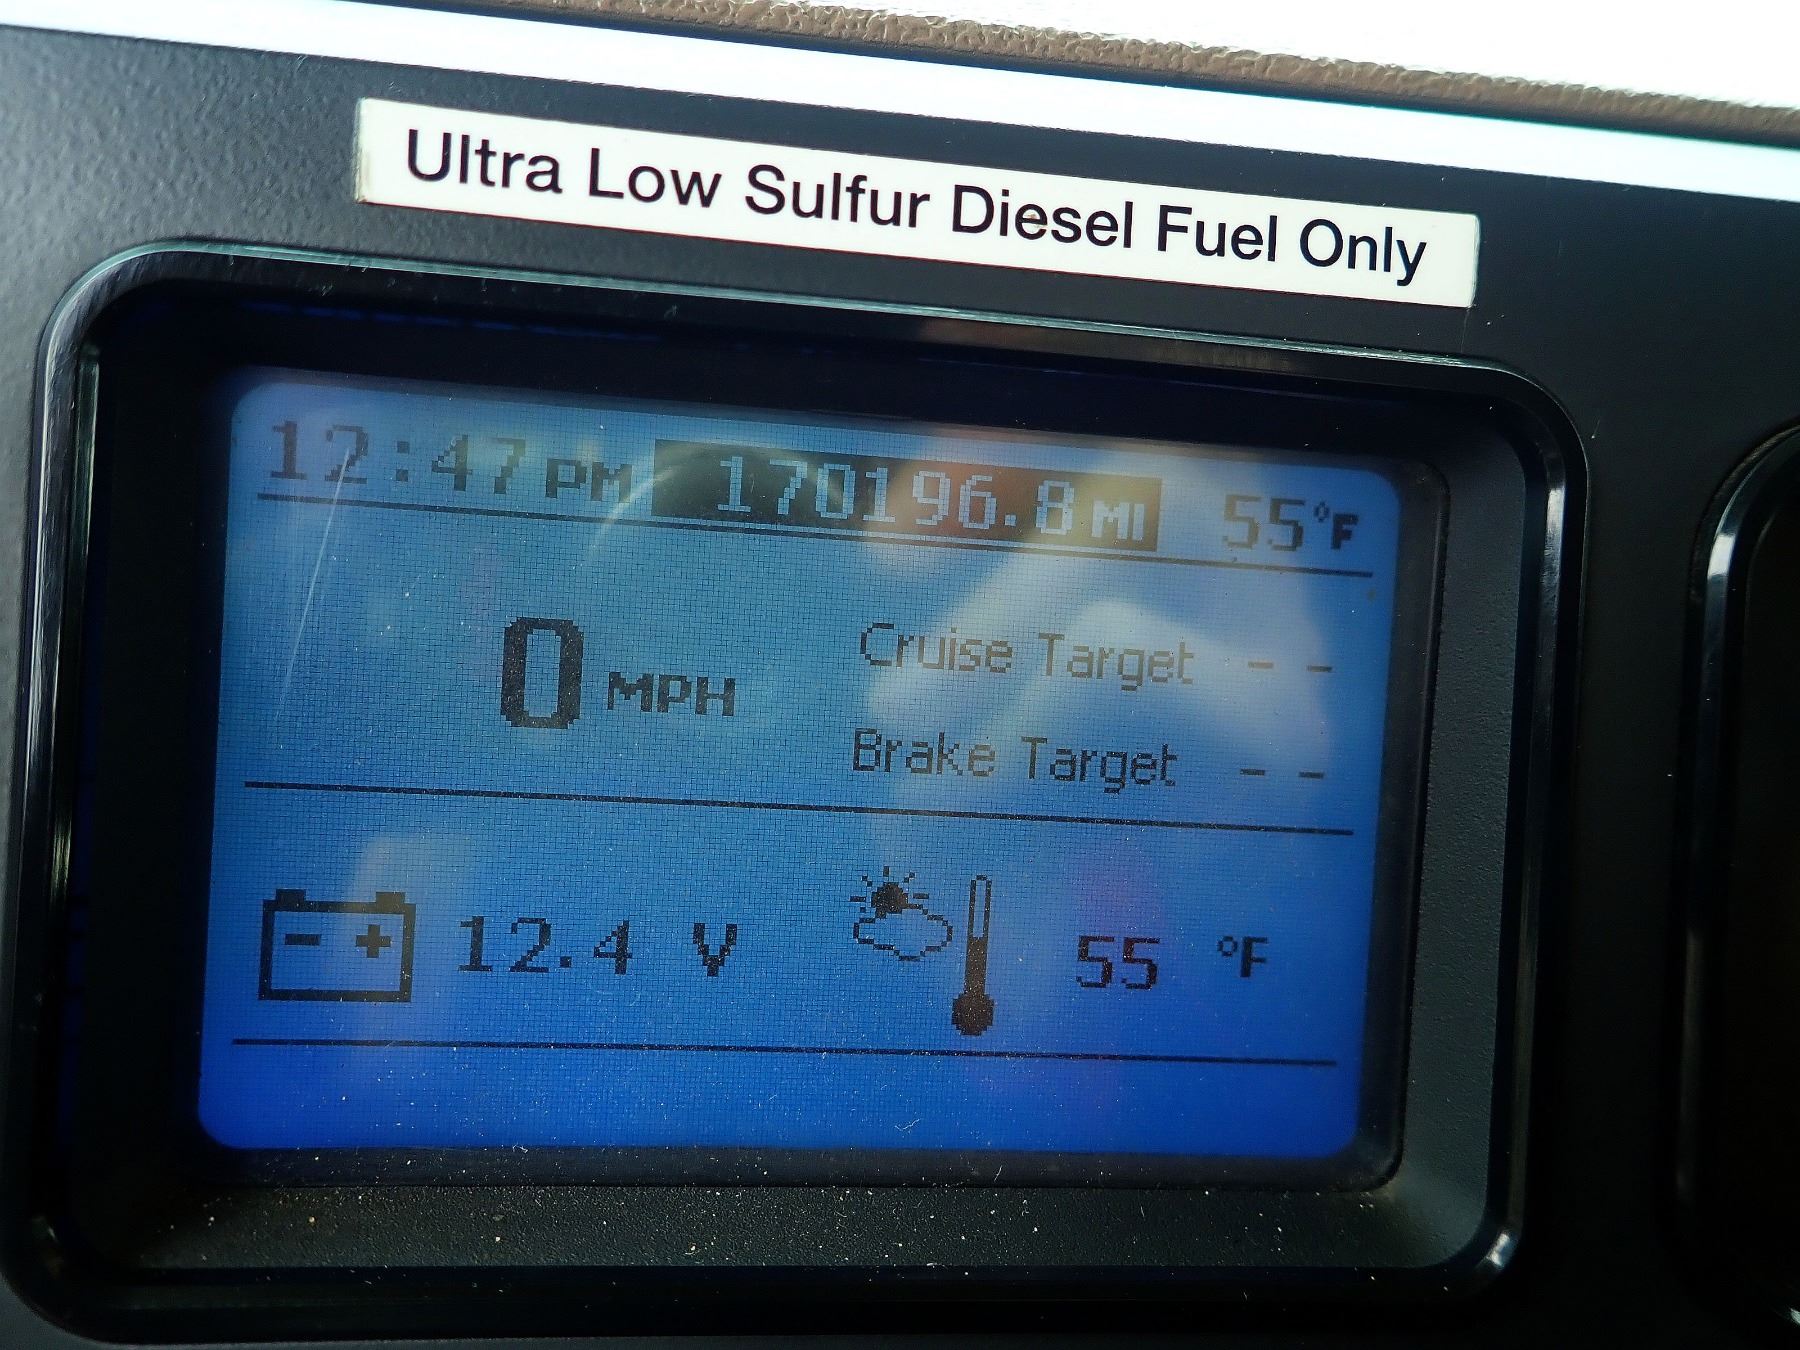 Ultra Low Sulfur Diesel Fuel Only
12:47 PM 170196.8 MI 55°F
0 MPH
Cruise Target - -
Brake Target - -
- + 12.4 V 55 °F